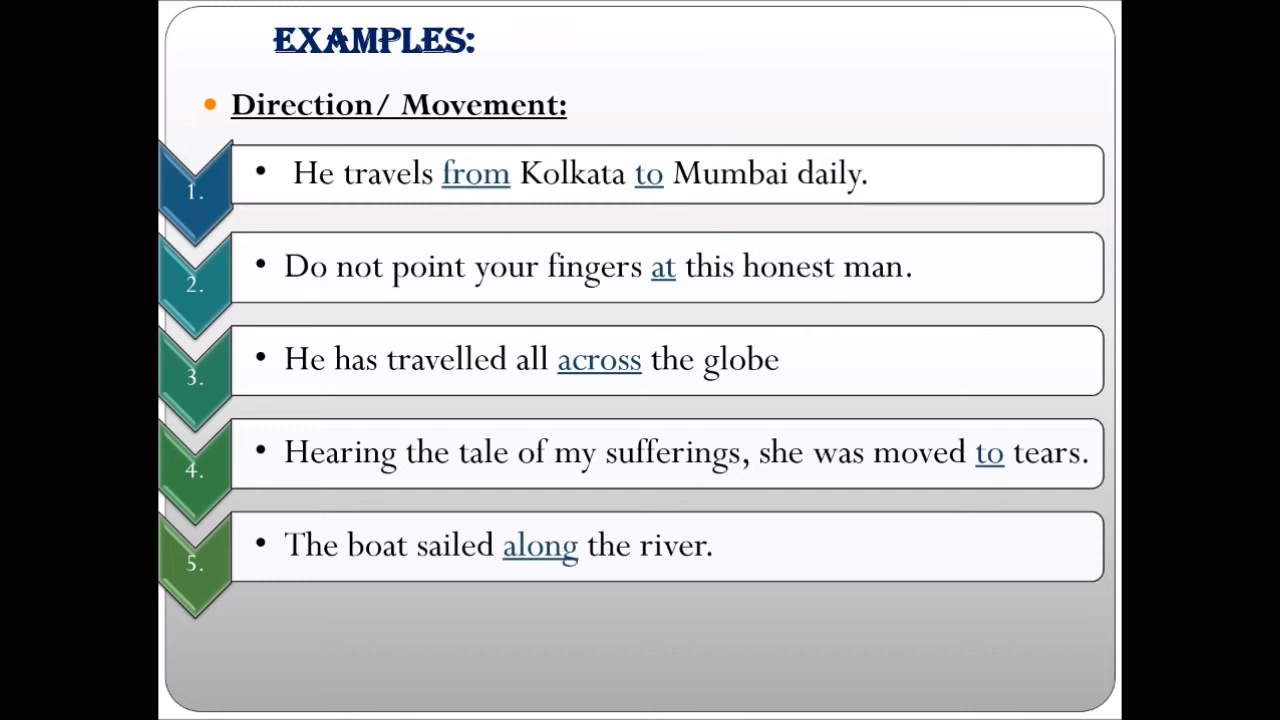 EXAMPLES:
• Direction/ Movement:
1.
• He travels from Kolkata to Mumbai daily.
2.
• Do not point your fingers at this honest man.
3.
• He has travelled all across the globe
4.
• Hearing the tale of my sufferings, she was moved to tears.
5.
• The boat sailed along the river.